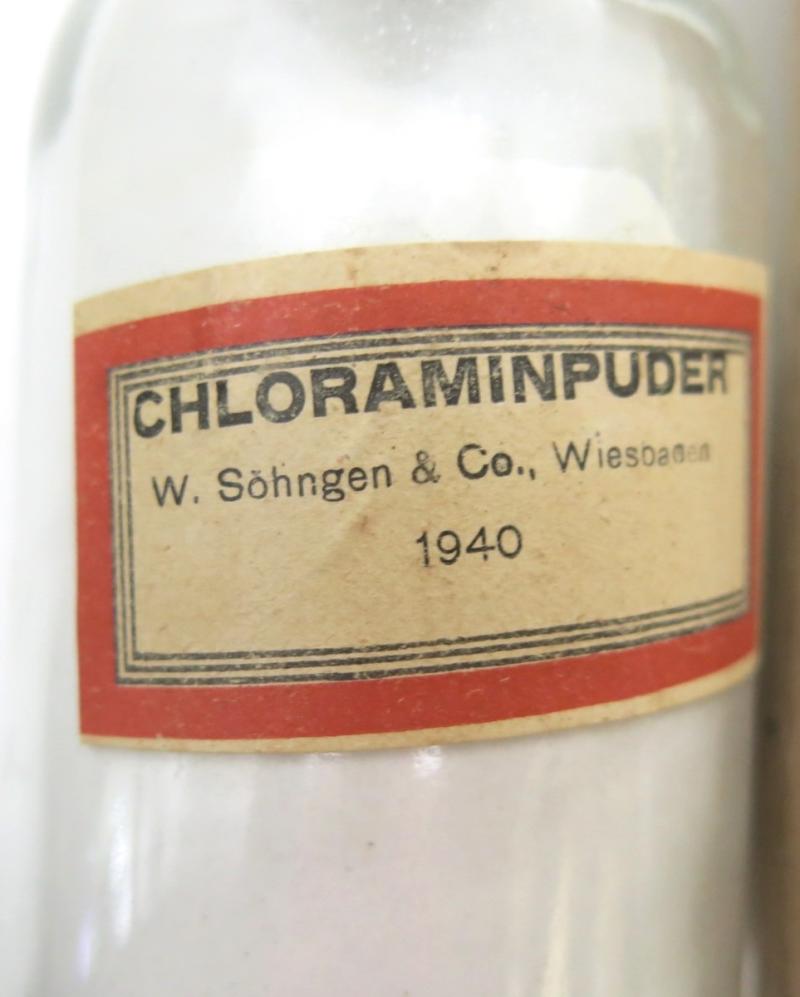 CHLORAMINPUDER
W. Söhngen & Co., Wiesbaden
1940